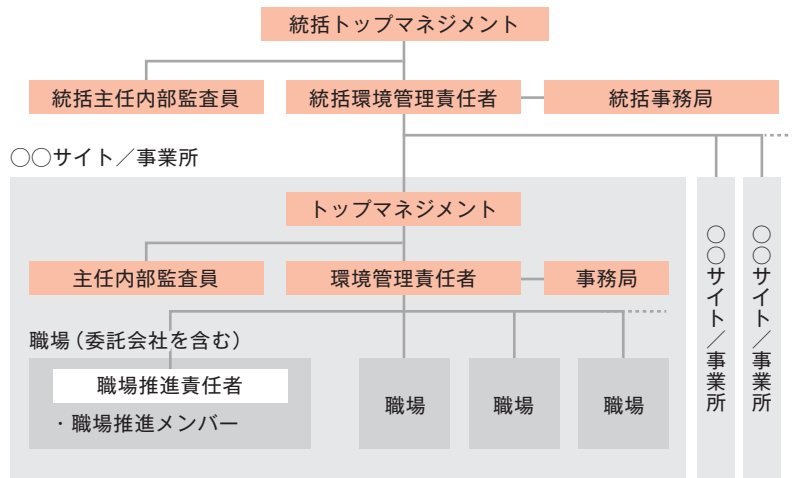 統括トップマネジメント
統括主任内部監査員
統括環境管理責任者
統括事務局
○○サイト／事業所
トップマネジメント
主任内部監査員
環境管理責任者
事務局
職場（委託会社を含む）
職場推進責任者
・職場推進メンバー
職場
職場
職場
○○サイト／事業所
○○サイト／事業所